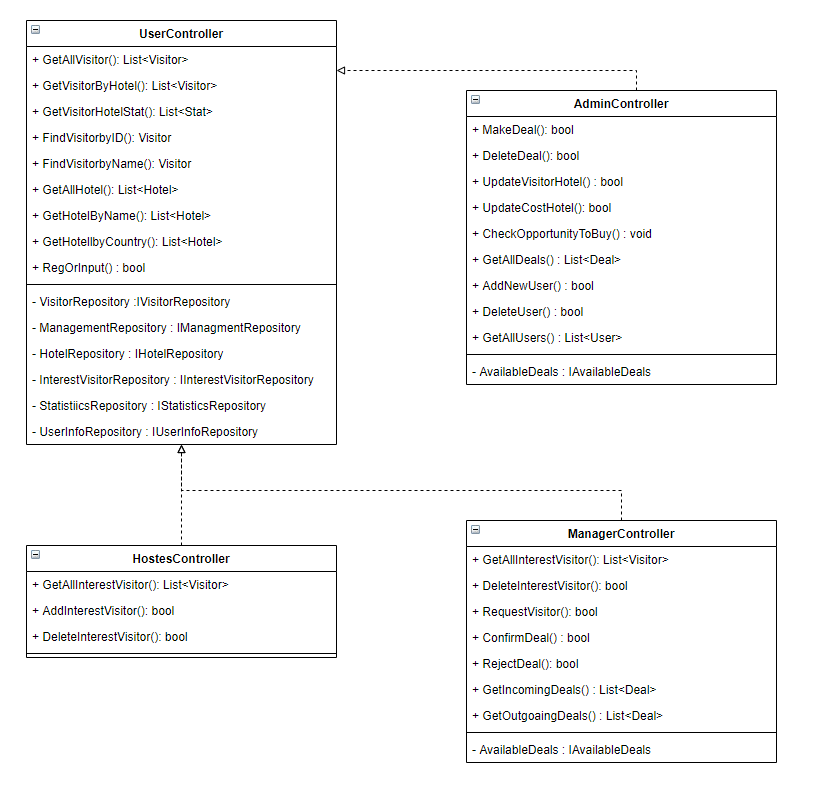 UserController
+ GetAllVisitor(): List<Visitor>
+ GetVisitorByHotel(): List<Visitor>
+ GetVisitorHotelStat(): List<Stat>
+ FindVisitorbyID(): Visitor
+ FindVisitorbyName(): Visitor
+ GetAllHotel(): List<Hotel>
+ GetHotelByName(): List<Hotel>
+ GetHotellbyCountry(): List<Hotel>
+ RegOrInput() : bool
- VisitorRepository :IVisitorRepository
- ManagementRepository : IManagmentRepository
- HotelRepository : IHotelRepository
- InterestVisitorRepository : IInterestVisitorRepository
- StatistiicsRepository : IStatisticsRepository
- UserInfoRepository : IUserInfoRepository
AdminController
+ MakeDeal(): bool
+ DeleteDeal(): bool
+ UpdateVisitorHotel() : bool
+ UpdateCostHotel(): bool
+ CheckOpportunityToBuy() : void
+ GetAllDeals() : List<Deal>
+ AddNewUser() : bool
+ DeleteUser() : bool
+ GetAllUsers() : List<User>
- AvailableDeals : IAvailableDeals
HostesController
+ GetAllInterestVisitor(): List<Visitor>
+ AddInterestVisitor(): bool
+ DeleteInterestVisitor(): bool
ManagerController
+ GetAllInterestVisitor(): List<Visitor>
+ DeleteInterestVisitor(): bool
+ RequestVisitor(): bool
+ ConfirmDeal() : bool
+ RejectDeal(): bool
+ GetIncomingDeals() : List<Deal>
+ GetOutgoaingDeals() : List<Deal>
- AvailableDeals : IAvailableDeals